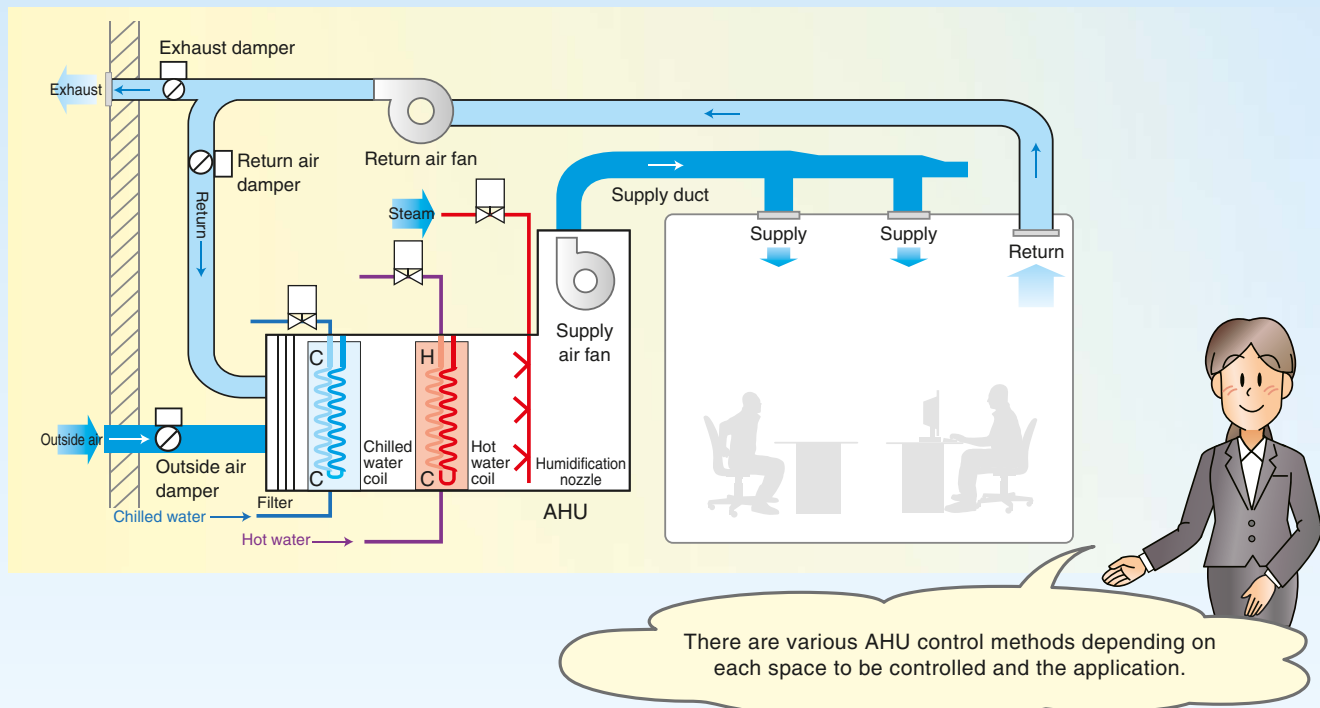 Exhaust damper
Exhaust
Return air fan
Return air
damper
Return
Supply duct
Steam
Supply
Supply
Return
Supply
air fan
C
C
H
C
Chilled
water
coil
Hot
water
coil
Humidification
nozzle
Outside air
Outside air
damper
Filter
AHU
Chilled water
Hot water
There are various AHU control methods depending on
each space to be controlled and the application.